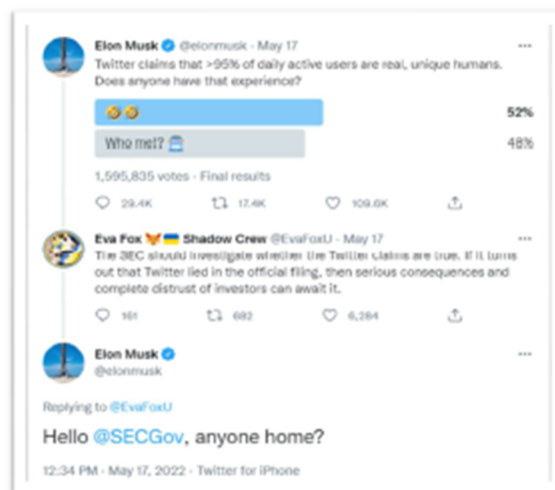 Elon Musk @elonmusk · May 17
Twitter claims that >95% of daily active users are real, unique humans.
Does anyone have that experience?
🤣🤣 52%
Who me!? 🤖 48%
1,595,835 votes · Final results
29.4K 17.4K 109.6K
Eva Fox 🦊🇺🇦 Shadow Crew @EvaFoxU · May 17
The SEC should investigate whether the Twitter claims are true. If it turns
out that Twitter lied in the official filing, then serious consequences and
complete distrust of investors can await it.
161 682 6,284
Elon Musk
@elonmusk
Replying to @EvaFoxU
Hello @SECGov, anyone home?
12:34 PM · May 17, 2022 · Twitter for iPhone